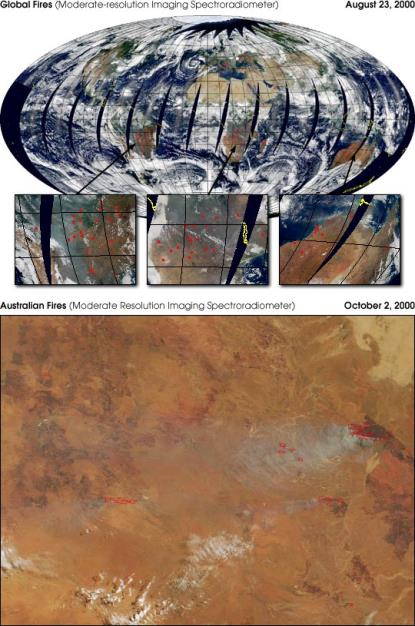 Global Fires (Moderate-resolution Imaging Spectroradiometer) August 23, 2000
Australian Fires (Moderate Resolution Imaging Spectroradiometer) October 2, 2000